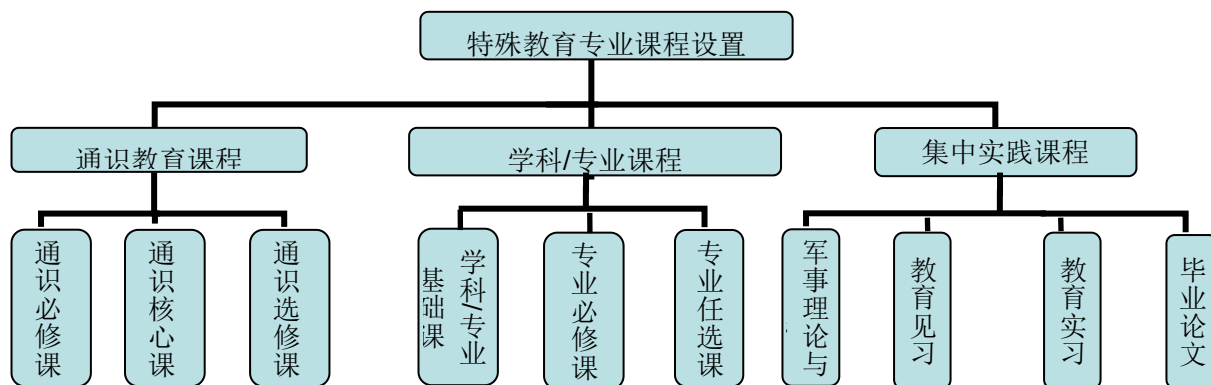 特殊教育专业课程设置
通识教育课程
学科/专业课程
集中实践课程
通识必修课
通识核心课
通识选修课
学科/专业
基础课
专业必修课
专业任选课
军事理论与
教育见习
教育实习
毕业论文